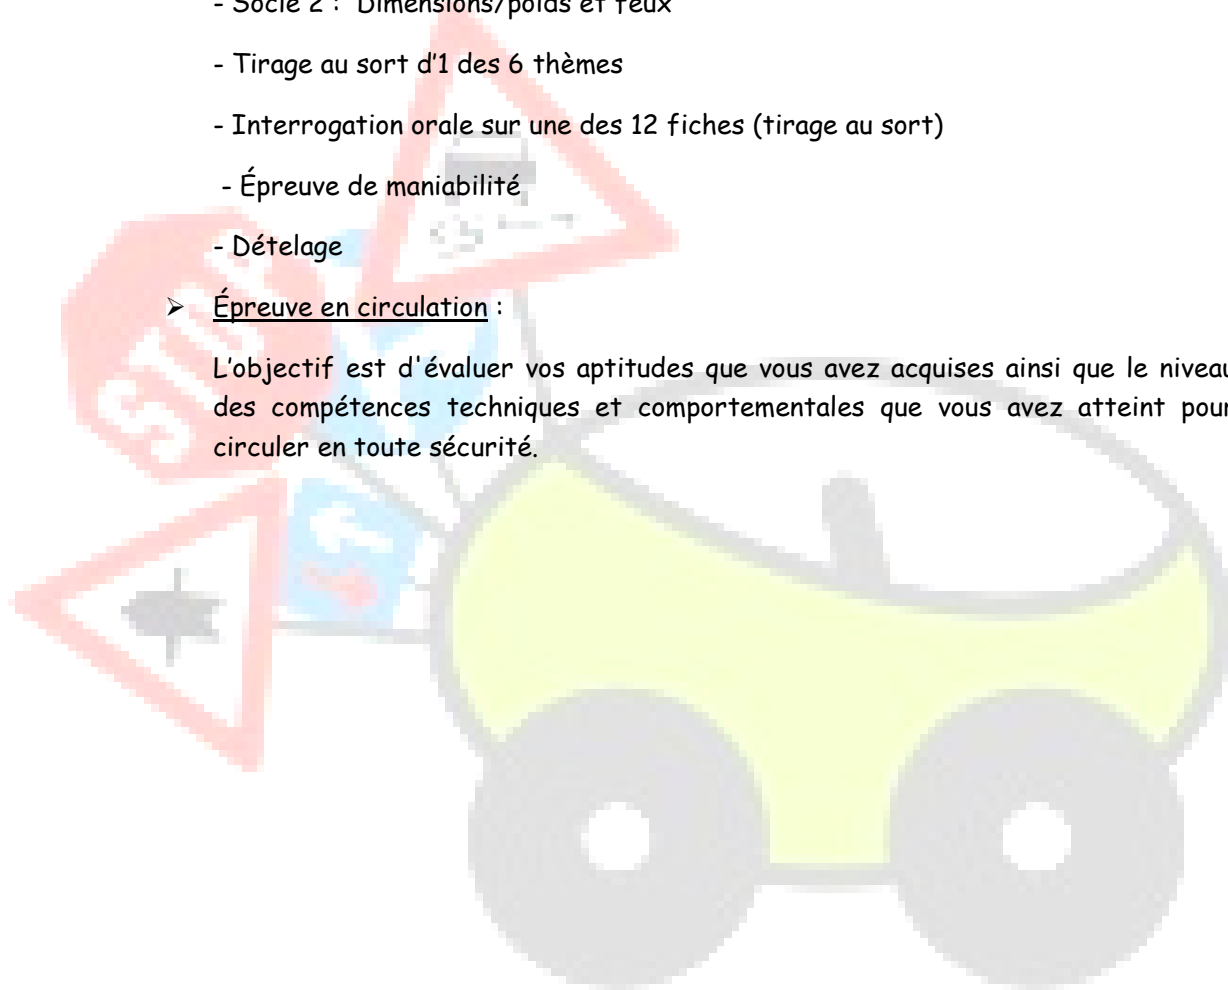 - Socle 2 : Dimensions/poids et feux
- Tirage au sort d'1 des 6 thèmes
- Interrogation orale sur une des 12 fiches (tirage au sort)
- Épreuve de maniabilité
- Dételage
➢ Épreuve en circulation :
L'objectif est d'évaluer vos aptitudes que vous avez acquises ainsi que le niveau
des compétences techniques et comportementales que vous avez atteint pour
circuler en toute sécurité.
STOP